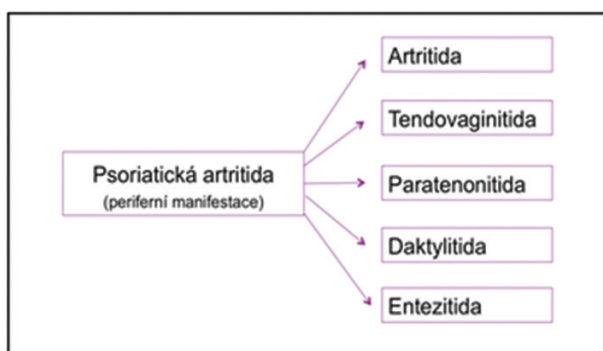 Psoriatická artritida
(periferní manifestace)
Artritida
Tendovaginitida
Paratenonitida
Daktylitida
Entezitida